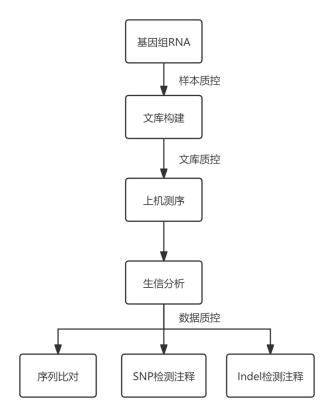 基因组RNA
样本质控
文库构建
文库质控
上机测序
生信分析
数据质控
序列比对
SNP检测注释
Indel检测注释